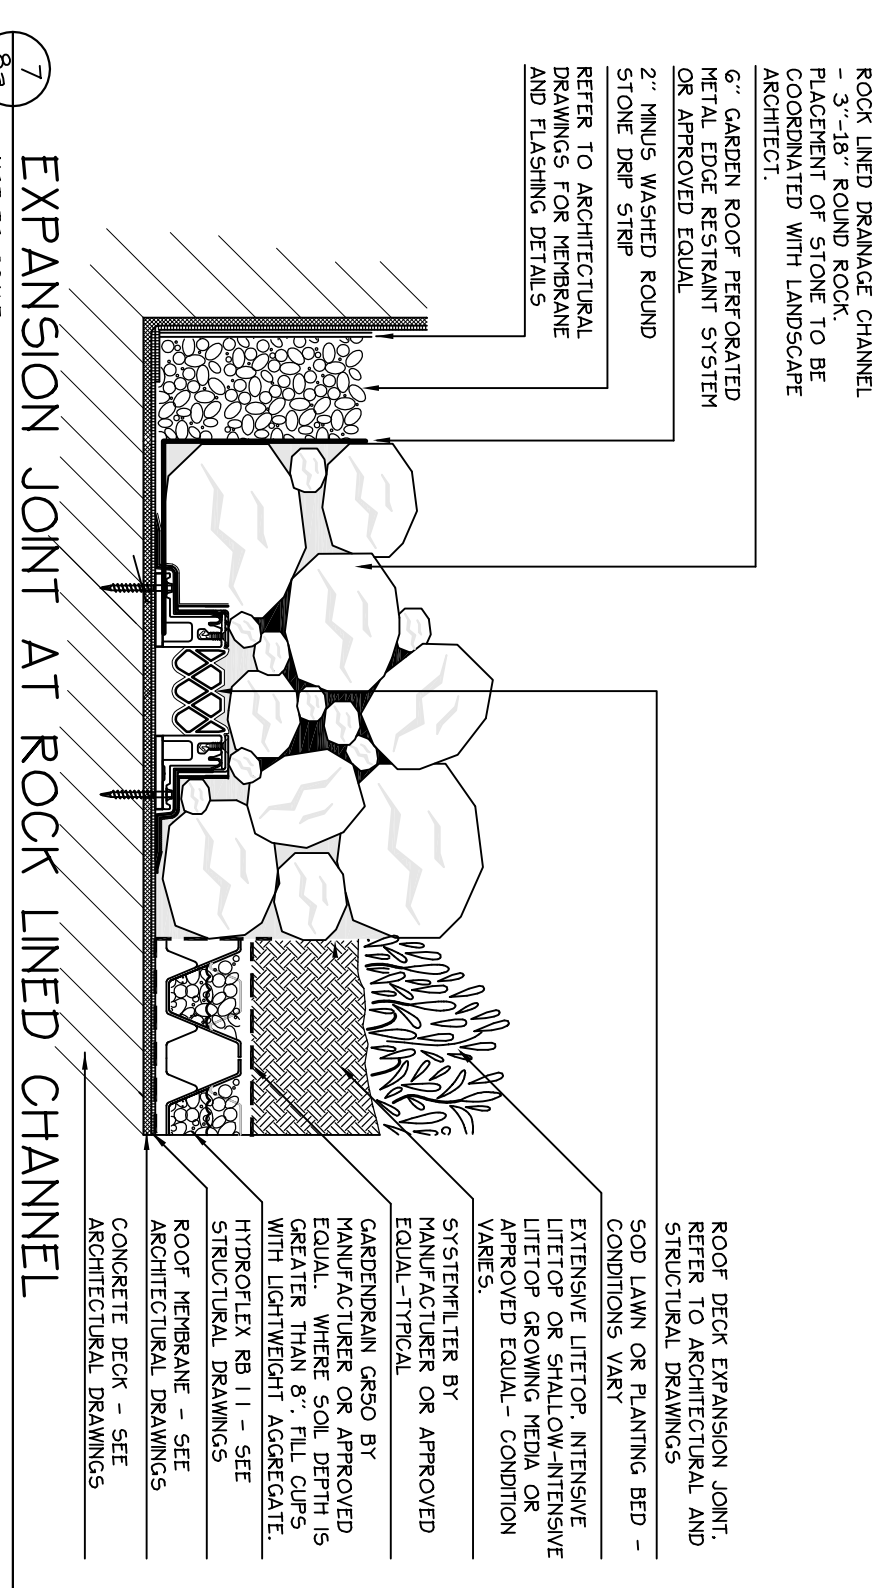 ROCK LINED DRAINAGE CHANNEL
- 3"-18" ROUND ROCK.
PLACEMENT OF STONE TO BE
COORDINATED WITH LANDSCAPE
ARCHITECT.
6" GARDEN ROOF PERFORATED
METAL EDGE RESTRAINT SYSTEM
OR APPROVED EQUAL
2" MINUS WASHED ROUND
STONE DRIP STRIP
REFER TO ARCHITECTURAL
DRAWINGS FOR MEMBRANE
AND FLASHING DETAILS
ROOF DECK EXPANSION JOINT.
REFER TO ARCHITECTURAL AND
STRUCTURAL DRAWINGS
SOD LAWN OR PLANTING BED -
CONDITIONS VARY
EXTENSIVE LITETOP, INTENSIVE
LITETOP OR SHALLOW-INTENSIVE
LITETOP GROWING MEDIA OR
APPROVED EQUAL- CONDITION
VARIES.
SYSTEMFILTER BY
MANUFACTURER OR APPROVED
EQUAL-TYPICAL
GARDENDRAIN GR50 BY
MANUFACTURER OR APPROVED
EQUAL. WHERE SOIL DEPTH IS
GREATER THAN 8", FILL CUPS
WITH LIGHTWEIGHT AGGREGATE.
HYDROFLEX RB II - SEE
STRUCTURAL DRAWINGS
ROOF MEMBRANE - SEE
ARCHITECTURAL DRAWINGS
CONCRETE DECK - SEE
ARCHITECTURAL DRAWINGS
7
EXPANSION JOINT AT ROCK LINED CHANNEL